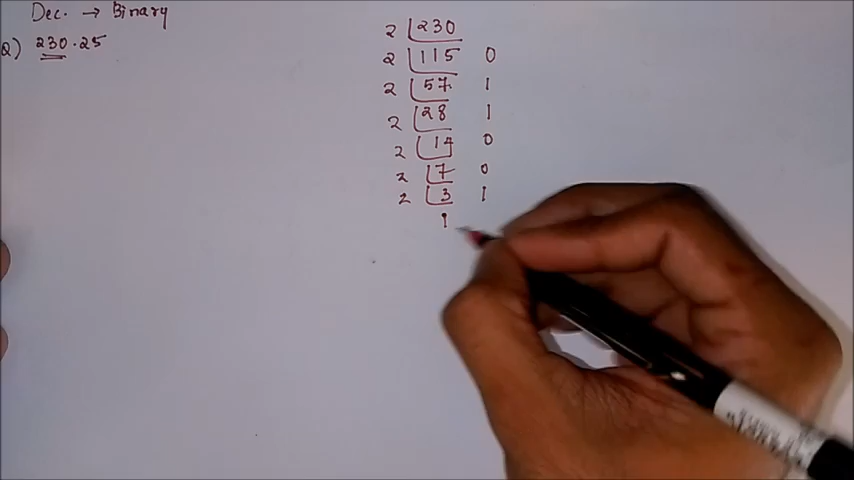 Dec. → Binary
Q) 230.25
2 230
2 115 0
2 57 1
2 28 1
2 14 0
2 7 0
2 3 1
1